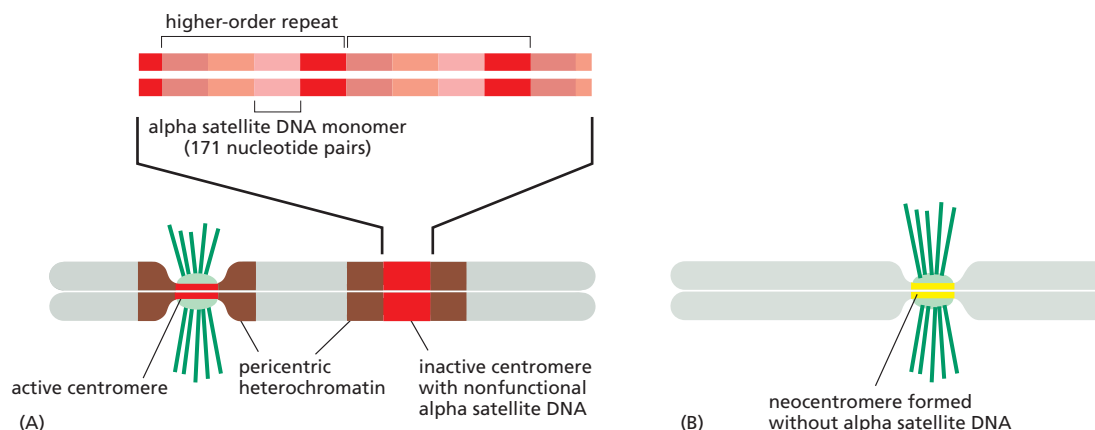 higher-order repeat
alpha satellite DNA monomer
(171 nucleotide pairs)
active centromere
pericentric
heterochromatin
inactive centromere
with nonfunctional
alpha satellite DNA
(A)
neocentromere formed
without alpha satellite DNA
(B)